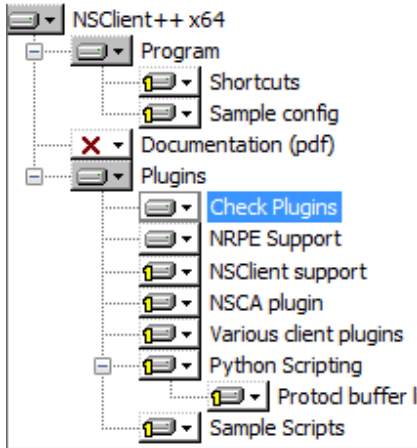 NSClient++ x64
Program
Shortcuts
Sample config
Documentation (pdf)
Plugins
Check Plugins
NRPE Support
NSClient support
NSCA plugin
Various client plugins
Python Scripting
Protocl buffer l
Sample Scripts